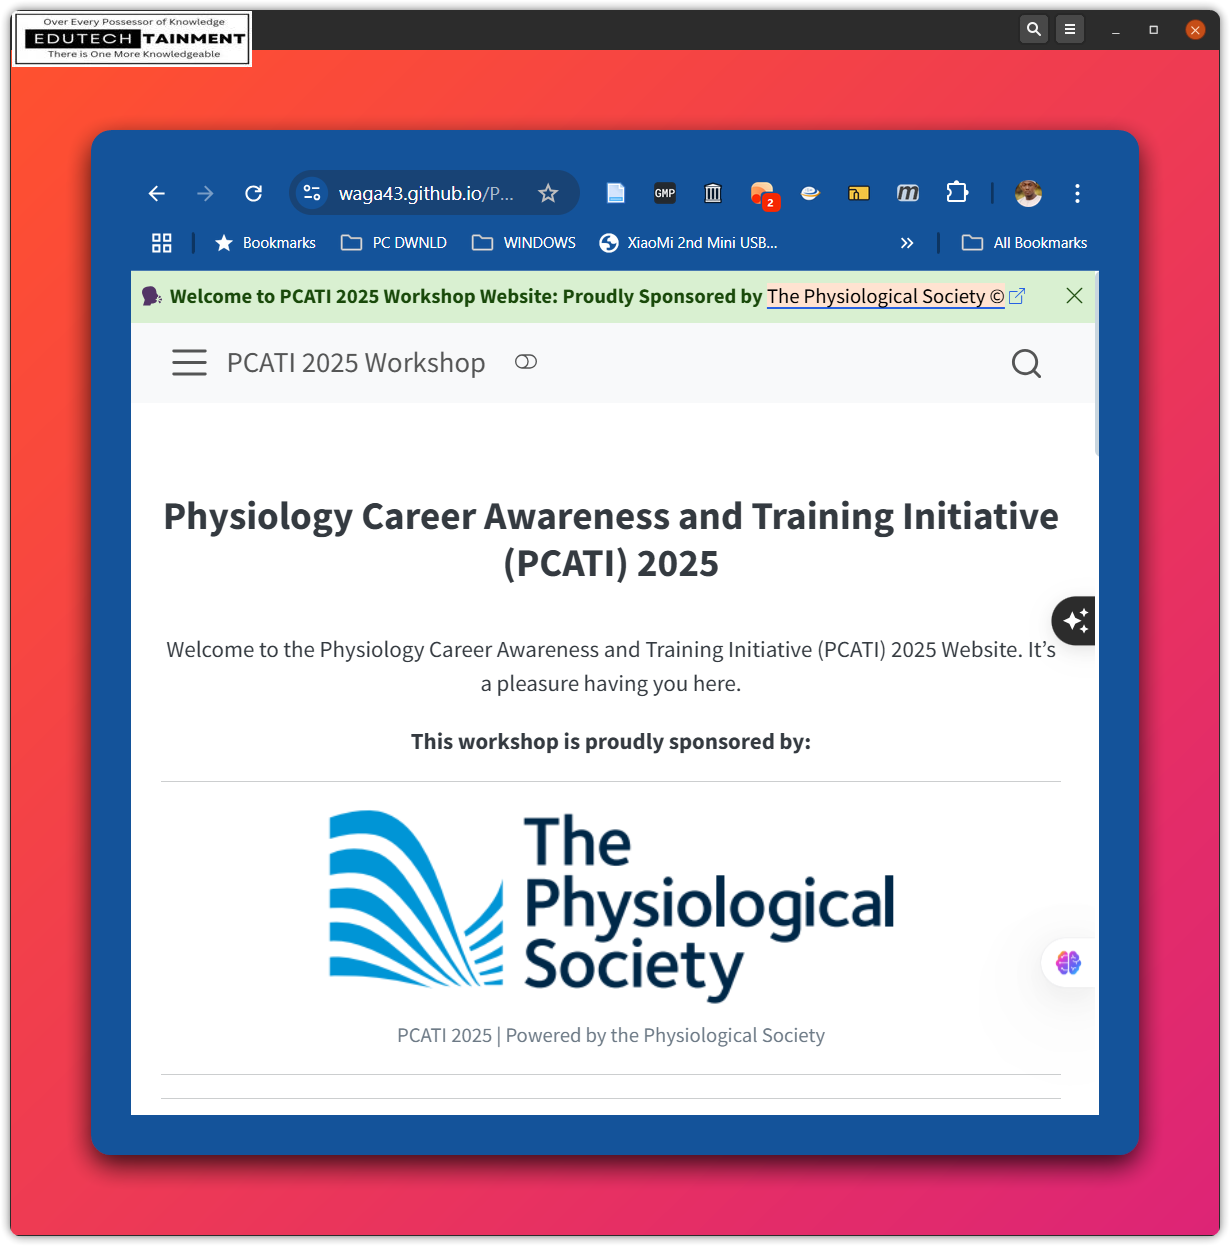 Over Every Possessor of Knowledge
EDUTECH TAINMENT
There is One More Knowledgeable
waga43.github.io/P...
GMP
2
n
m
Bookmarks
PC DWNLD
WINDOWS
XiaoMi 2nd Mini USB...
»
All Bookmarks
Welcome to PCATI 2025 Workshop Website: Proudly Sponsored by The Physiological Society ©
PCATI 2025 Workshop
Physiology Career Awareness and Training Initiative
(PCATI) 2025
Welcome to the Physiology Career Awareness and Training Initiative (PCATI) 2025 Website. It’s
a pleasure having you here.
This workshop is proudly sponsored by:
The
Physiological
Society
PCATI 2025 | Powered by the Physiological Society